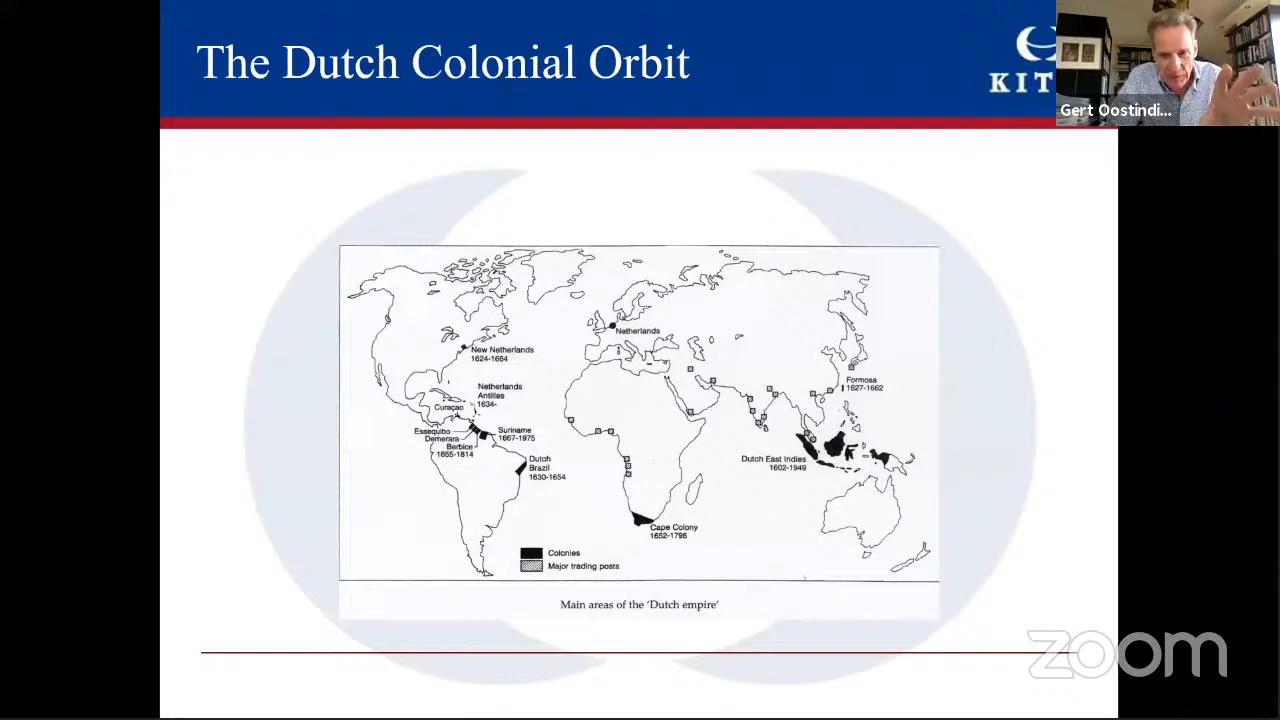 The Dutch Colonial Orbit
KIT
Gert Oostindi...
Netherlands
New Netherlands
1624-1664
Netherlands
Antilles
1634-
Curaçao
Essequibo
Demerara
Berbice
? 1655-1814
Suriname
1667-1975
Dutch
Brazil
1630-1654
Formosa
1627-1662
Dutch East Indies
1602-1949
Cape Colony
1652-1796
Colonies
Major trading posts
Main areas of the 'Dutch empire'
zoom